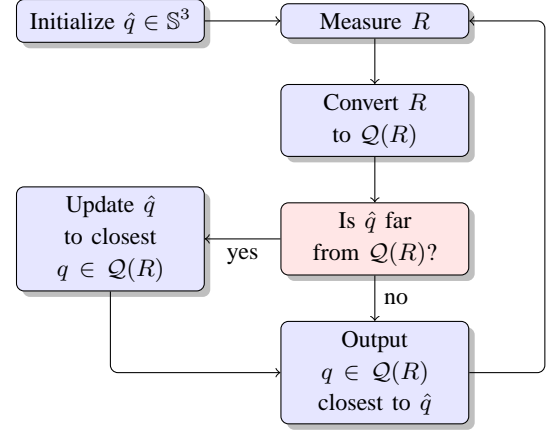 Initialize q̂ ∈ 𝕊³
Measure R
Convert R
to 𝒬(R)
Is q̂ far
from 𝒬(R)?
yes
no
Update q̂
to closest
q ∈ 𝒬(R)
Output
q ∈ 𝒬(R)
closest to q̂